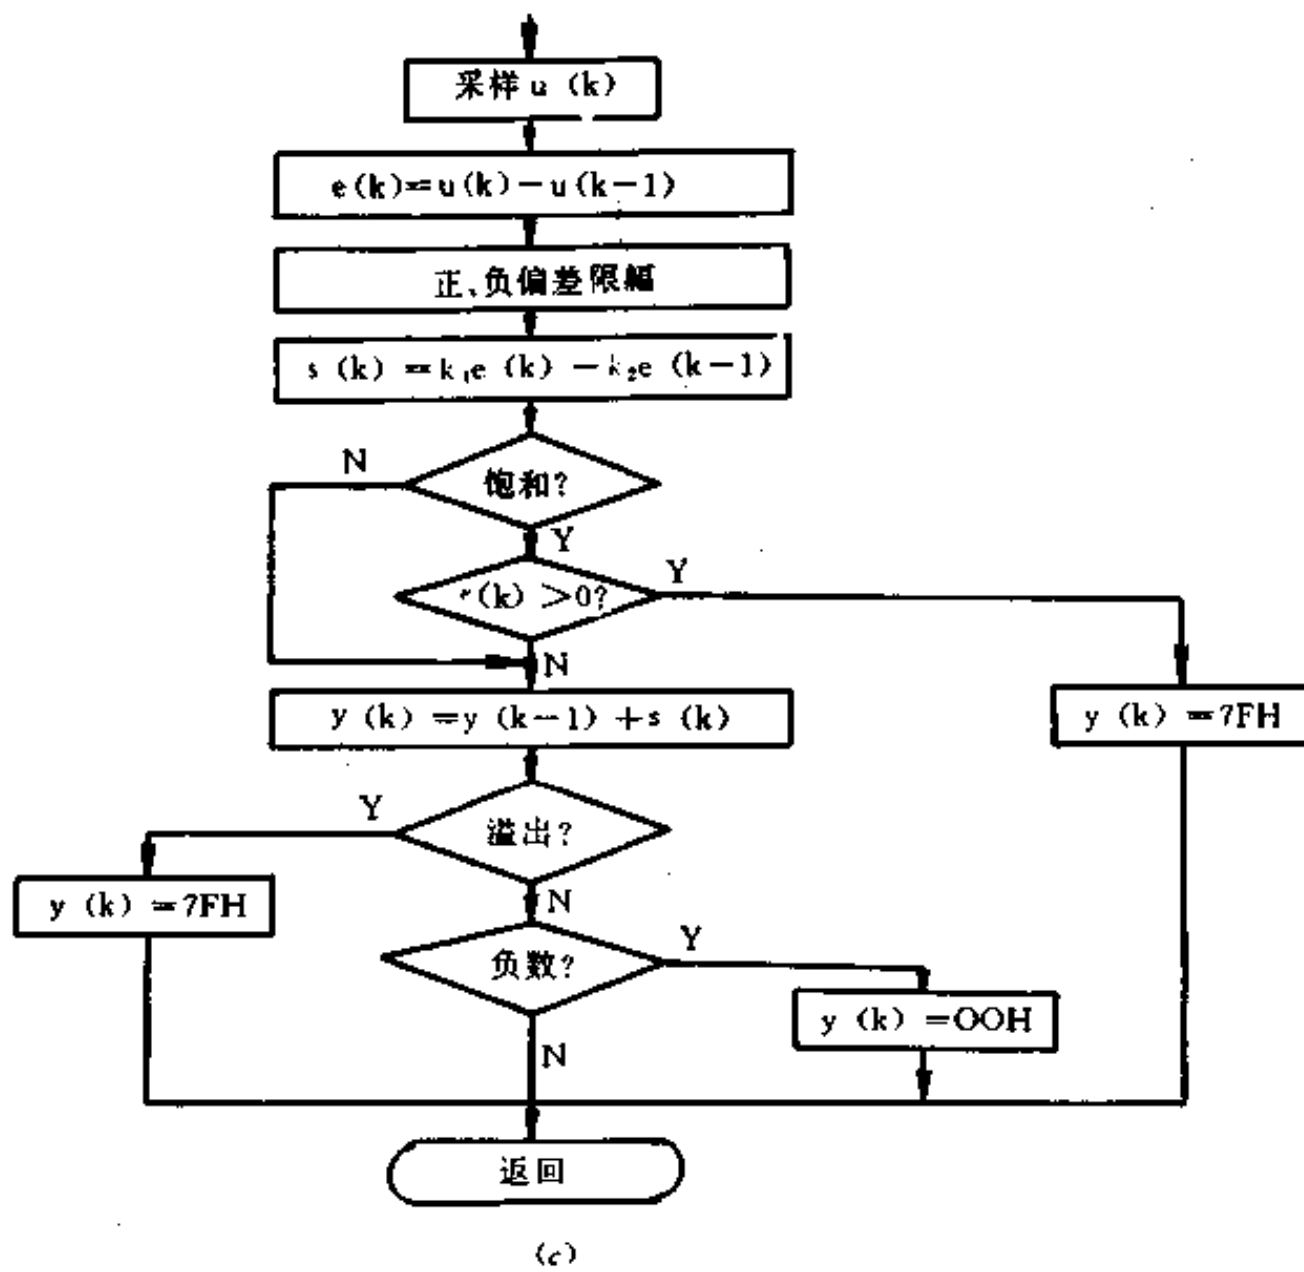 采样u (k)
e(k)=u(k)-u(k-1)
正、负偏差限幅
s (k) =k₁e (k) -k₂e (k-1)
N
饱和?
Y
(k) >0?
Y
N
y (k) =y (k-1) +s (k)
y (k) =7FH
Y
溢出?
y (k) =7FH
N
负数?
Y
y (k) =OOH
N
返回
(c)